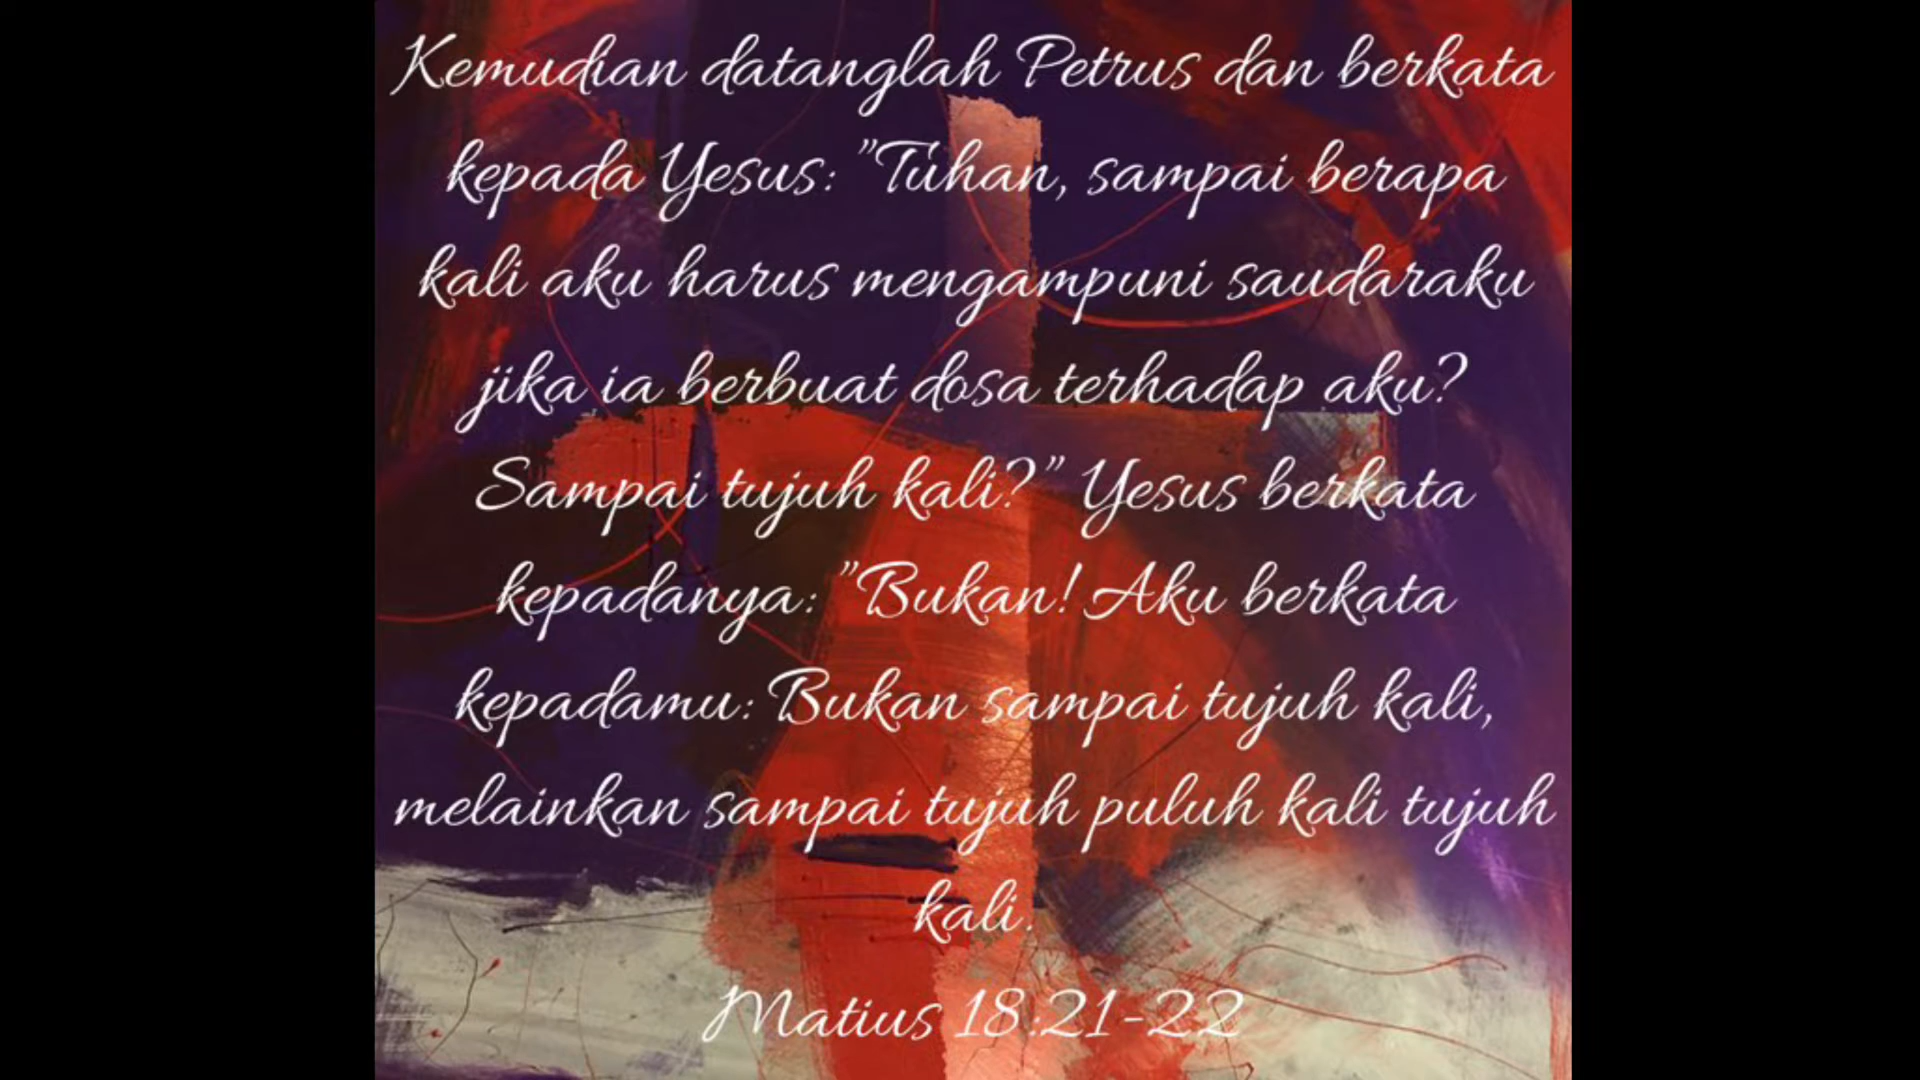 Kemudian datanglah Petrus dan berkata
kepada Yesus: "Tuhan, sampai berapa
kali aku harus mengampuni saudaraku
jika ia berbuat dosa terhadap aku?
Sampai tujuh kali?" Yesus berkata
kepadanya: "Bukan! Aku berkata
kepadamu: Bukan sampai tujuh kali,
melainkan sampai tujuh puluh kali tujuh
kali.
Matius 18:21-22